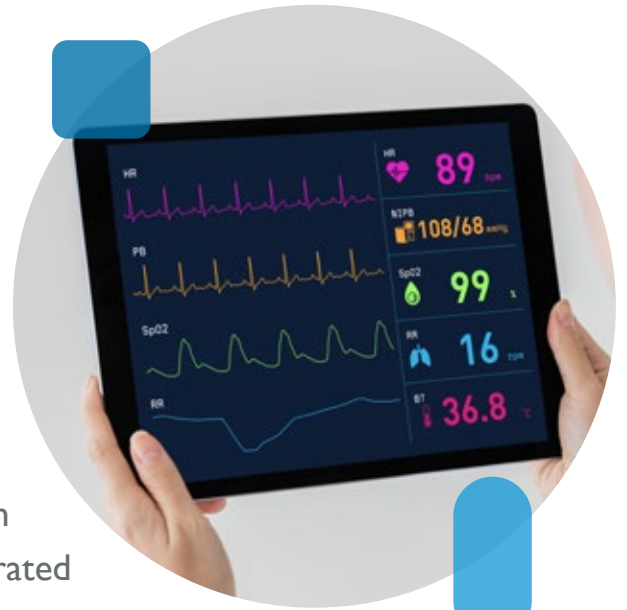 HR
HR
89
bpm
PB
NIPB
108/68 mmHg
SpO2
SpO2
99
%
RR
RR
16
BT
36.8
°C
rated